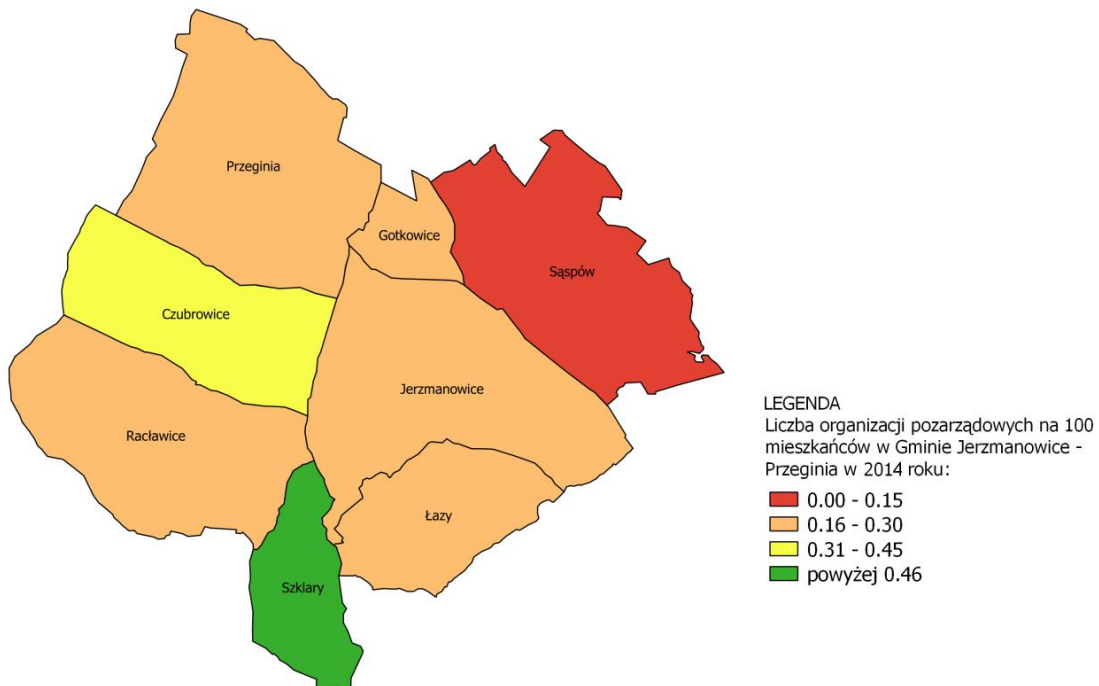 Przeginia
Gotkowice
Sąspów
Czubrowice
Jerzmanowice
Racławice
Łazy
Szklary
LEGENDA
Liczba organizacji pozarządowych na 100
mieszkańców w Gminie Jerzmanowice -
Przeginia w 2014 roku:
0.00 - 0.15
0.16 - 0.30
0.31 - 0.45
powyżej 0.46